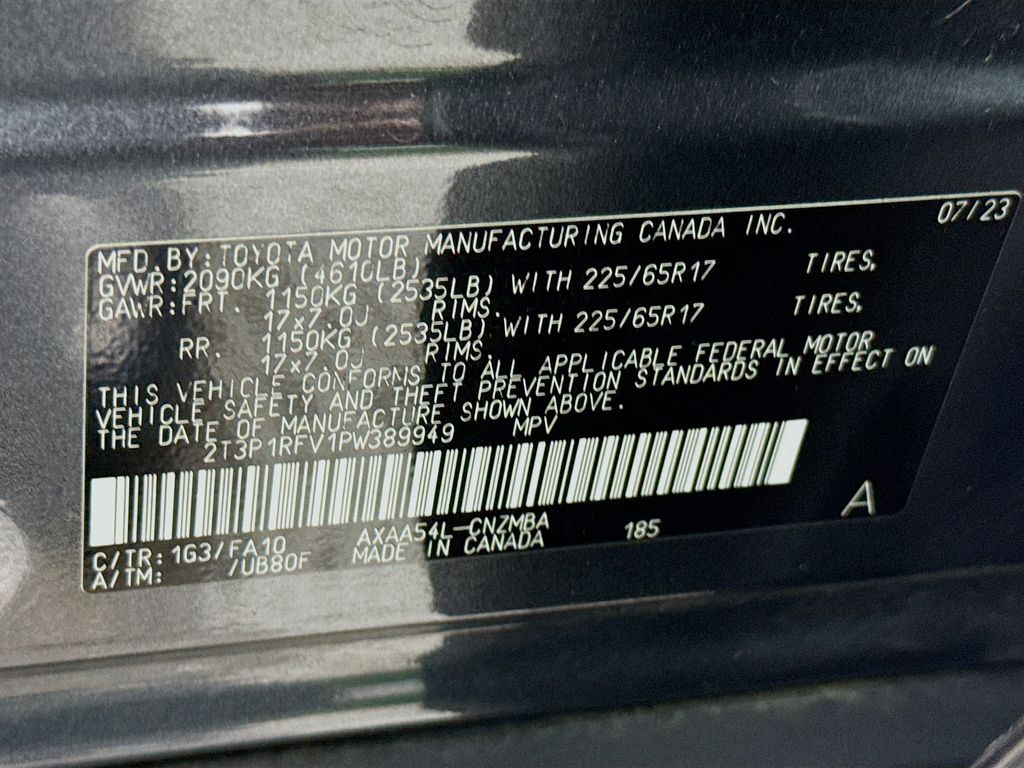 07/23
MFD.BY:TOYOTA MOTOR MANUFACTURING CANADA INC.
GVWR:2090KG (4610LB)
GAWR:FRT. 1150KG (2535LB) WITH 225/65R17 TIRES,
17x7.0J RIMS.
RR. 1150KG (2535LB) WITH 225/65R17 TIRES,
17x7.0J RIMS.
THIS VEHICLE CONFORMS TO ALL APPLICABLE FEDERAL MOTOR
VEHICLE SAFETY AND THEFT PREVENTION STANDARDS IN EFFECT ON
THE DATE OF MANUFACTURE SHOWN ABOVE.
2T3P1RFV1PW389949 MPV
A
C/TR: 1G3/FA10 AXAA54L-CNZMBA 185
A/TM: /UB80F MADE IN CANADA